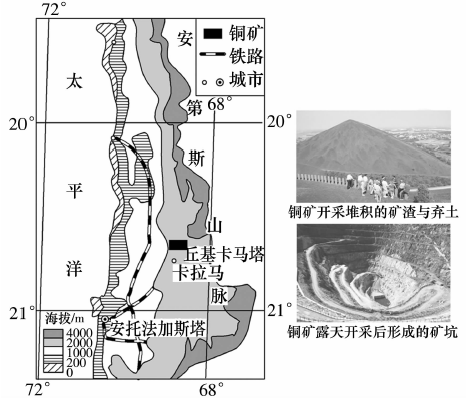 72°
安
铜矿
铁路
城市
太
第
68°
20°
20°
斯
平
山
丘基卡马塔
卡拉马
洋
脉
21°
21°
海拔/m
4000
2000
1000
200
0
安托法加斯塔
72°
68°
铜矿开采堆积的矿渣与弃土
铜矿露天开采后形成的矿坑